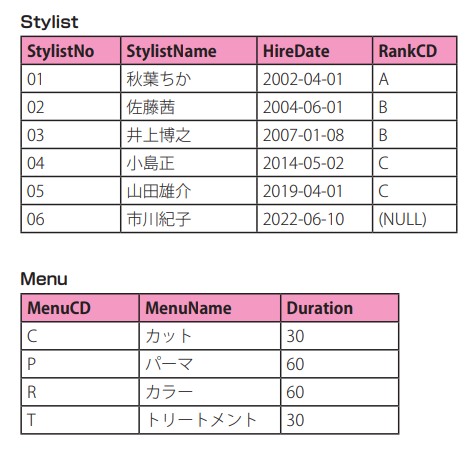 Stylist
StylistNo StylistName HireDate RankCD
01 秋葉ちか 2002-04-01 A
02 佐藤茜 2004-06-01 B
03 井上博之 2007-01-08 B
04 小島正 2014-05-02 C
05 山田雄介 2019-04-01 C
06 市川紀子 2022-06-10 (NULL)
Menu
MenuCD MenuName Duration
C カット 30
P パーマ 60
R カラー 60
T トリートメント 30